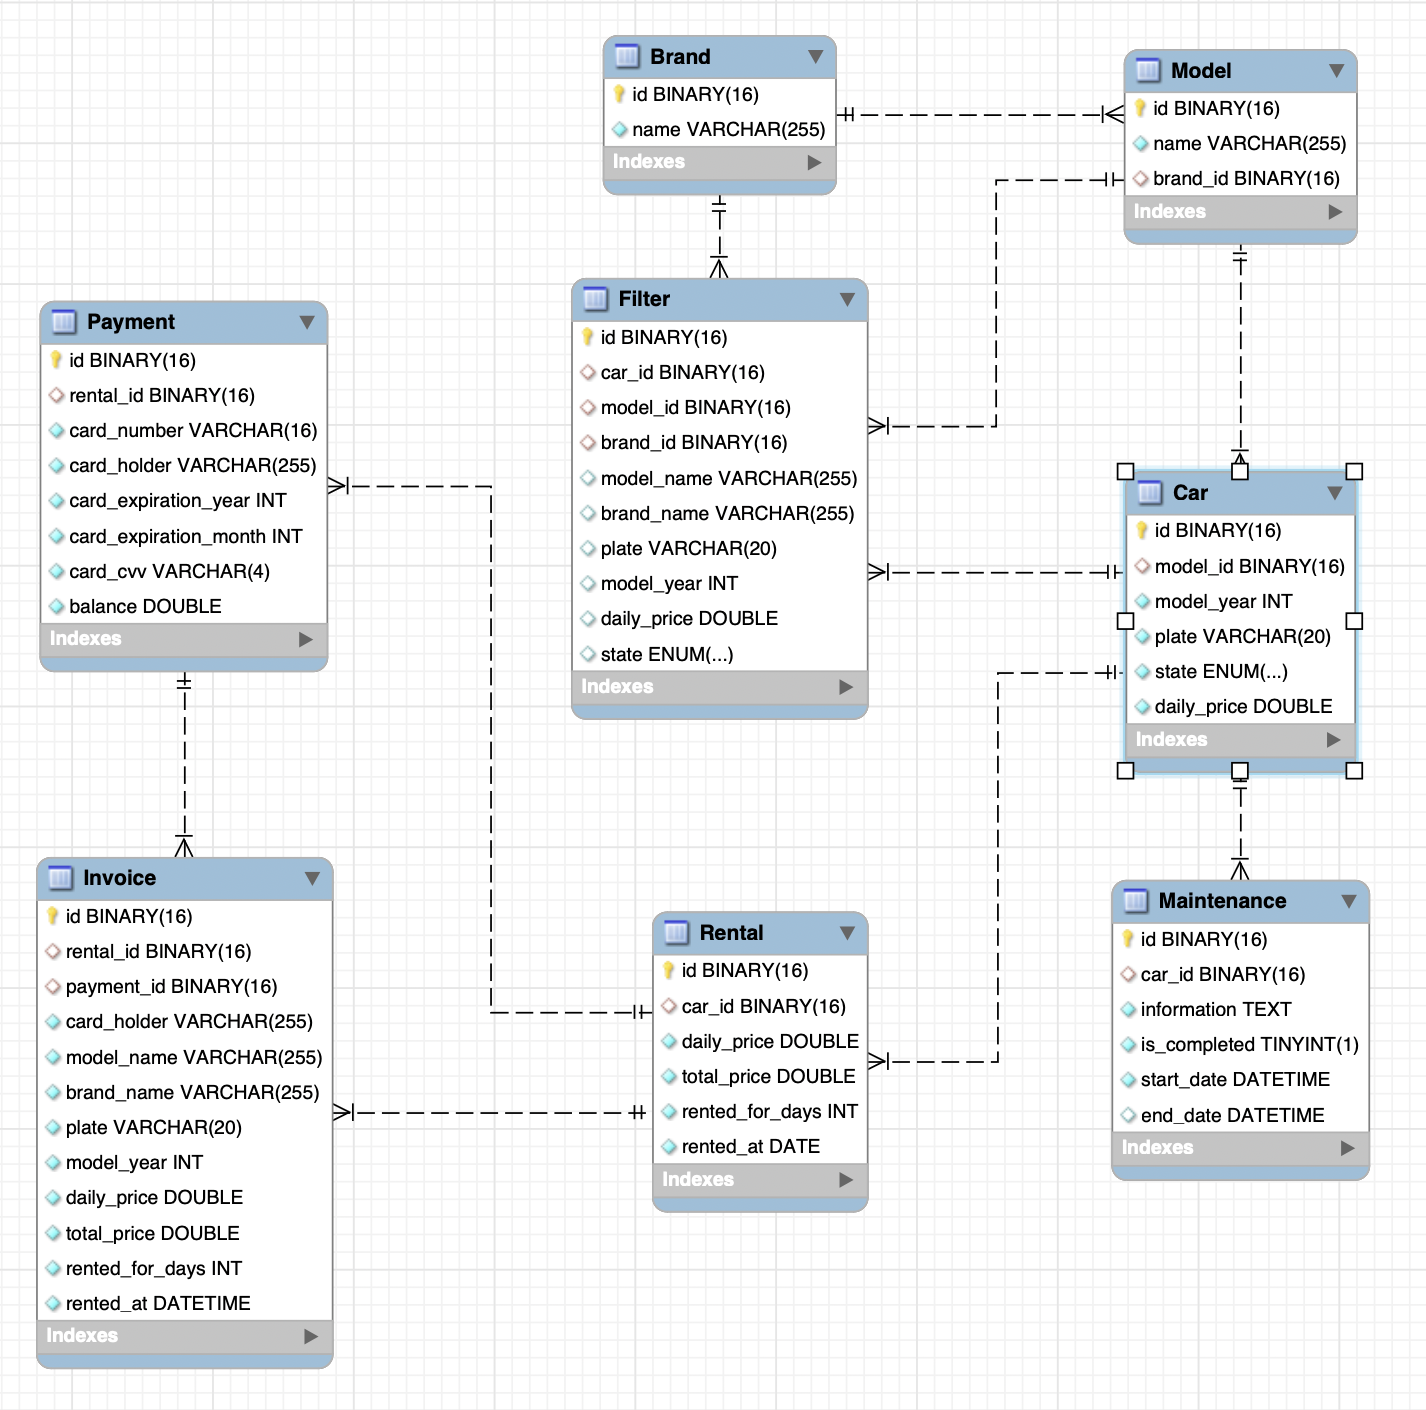 Brand
id BINARY(16)
name VARCHAR(255)
Indexes
Model
id BINARY(16)
name VARCHAR(255)
brand_id BINARY(16)
Indexes
Filter
id BINARY(16)
car_id BINARY(16)
model_id BINARY(16)
brand_id BINARY(16)
model_name VARCHAR(255)
brand_name VARCHAR(255)
plate VARCHAR(20)
model_year INT
daily_price DOUBLE
state ENUM(...)
Indexes
Payment
id BINARY(16)
rental_id BINARY(16)
card_number VARCHAR(16)
card_holder VARCHAR(255)
card_expiration_year INT
card_expiration_month INT
card_cvv VARCHAR(4)
balance DOUBLE
Indexes
Car
id BINARY(16)
model_id BINARY(16)
model_year INT
plate VARCHAR(20)
state ENUM(...)
daily_price DOUBLE
Indexes
Invoice
id BINARY(16)
rental_id BINARY(16)
payment_id BINARY(16)
card_holder VARCHAR(255)
model_name VARCHAR(255)
brand_name VARCHAR(255)
plate VARCHAR(20)
model_year INT
daily_price DOUBLE
total_price DOUBLE
rented_for_days INT
rented_at DATETIME
Indexes
Rental
id BINARY(16)
car_id BINARY(16)
daily_price DOUBLE
total_price DOUBLE
rented_for_days INT
rented_at DATE
Indexes
Maintenance
id BINARY(16)
car_id BINARY(16)
information TEXT
is_completed TINYINT(1)
start_date DATETIME
end_date DATETIME
Indexes